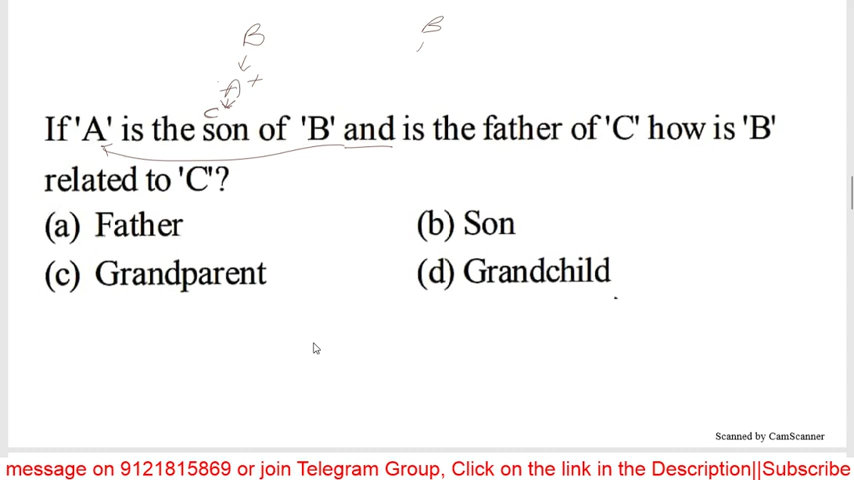 B
B
A +
C
If 'A' is the son of 'B' and is the father of 'C' how is 'B'
related to 'C'?
(a) Father (b) Son
(c) Grandparent (d) Grandchild
Scanned by CamScanner
message on 9121815869 or join Telegram Group, Click on the link in the Description||Subscribe